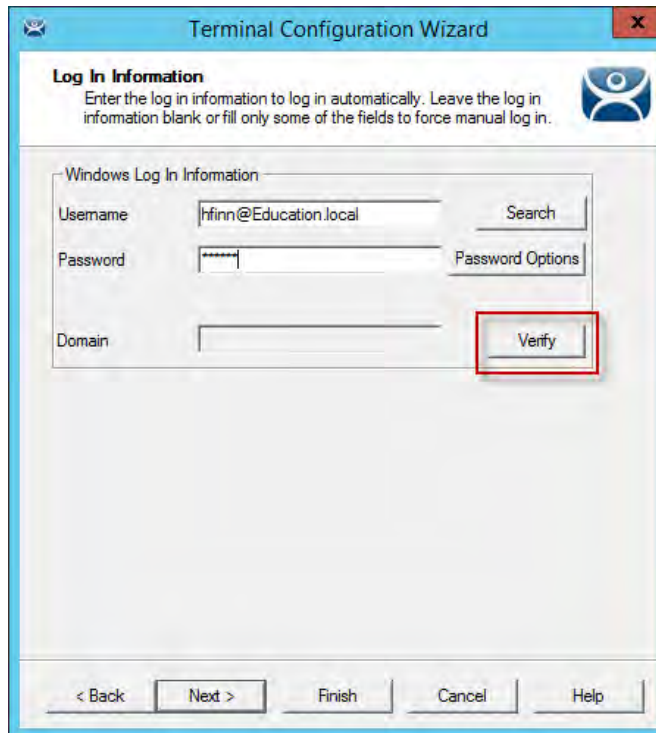 Terminal Configuration Wizard
x
Log In Information
Enter the log in information to log in automatically. Leave the log in
information blank or fill only some of the fields to force manual log in.
Windows Log In Information
Username hfinn@Education.local Search
Password ****** Password Options
Domain Verify
< Back Next > Finish Cancel Help